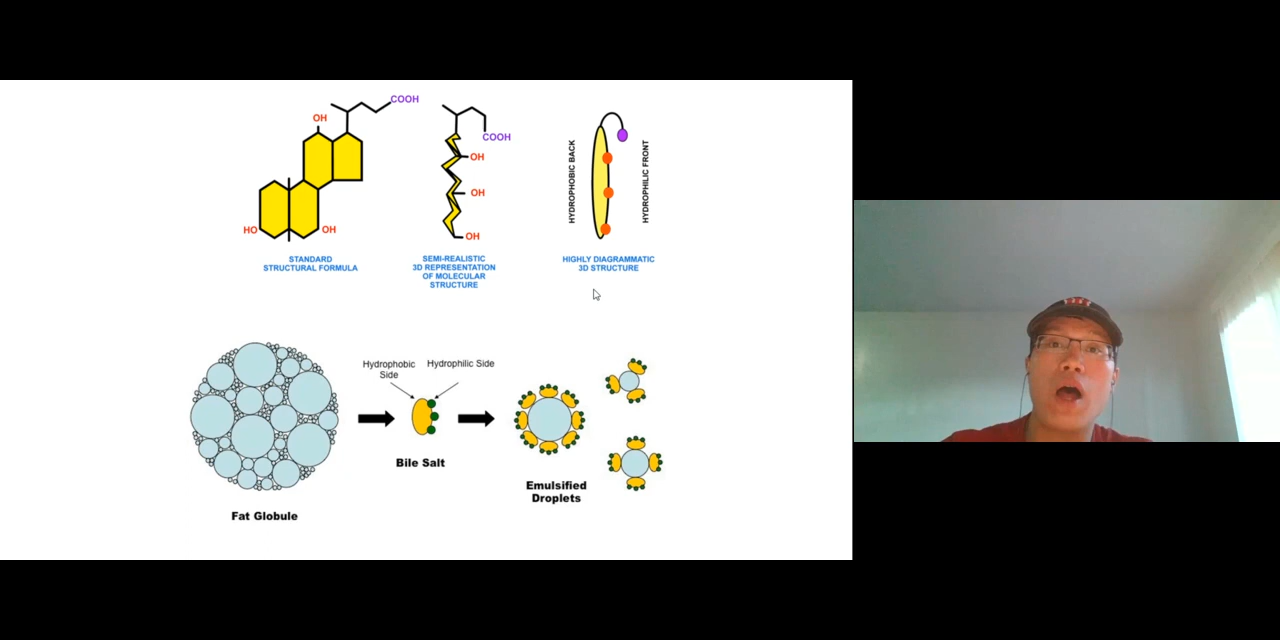 COOH
OH
HO
OH
STANDARD
STRUCTURAL FORMULA
COOH
OH
OH
OH
SEMI-REALISTIC
3D REPRESENTATION
OF MOLECULAR
STRUCTURE
HYDROPHOBIC BACK
HYDROPHILIC FRONT
HIGHLY DIAGRAMMATIC
3D STRUCTURE
Fat Globule
Hydrophobic
Side
Hydrophilic Side
Bile Salt
Emulsified
Droplets